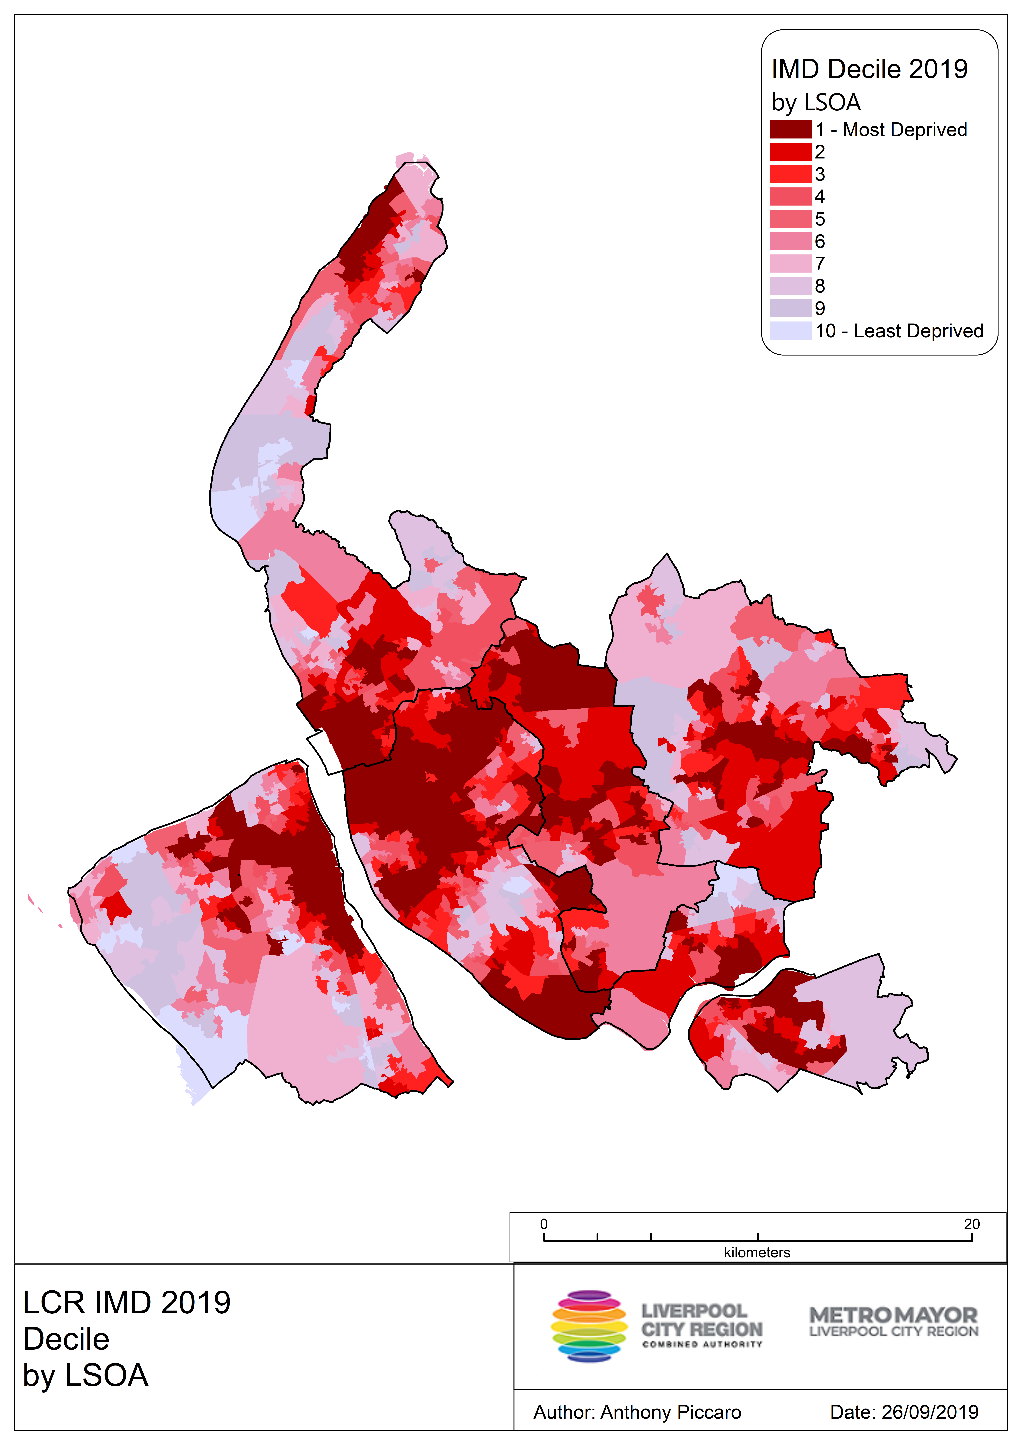 IMD Decile 2019
by LSOA
1 - Most Deprived
2
3
4
5
6
7
8
9
10 - Least Deprived
0 20
kilometers
LCR IMD 2019
Decile
by LSOA
LIVERPOOL
CITY REGION
COMBINED AUTHORITY
METRO MAYOR
LIVERPOOL CITY REGION
Author: Anthony Piccaro
Date: 26/09/2019